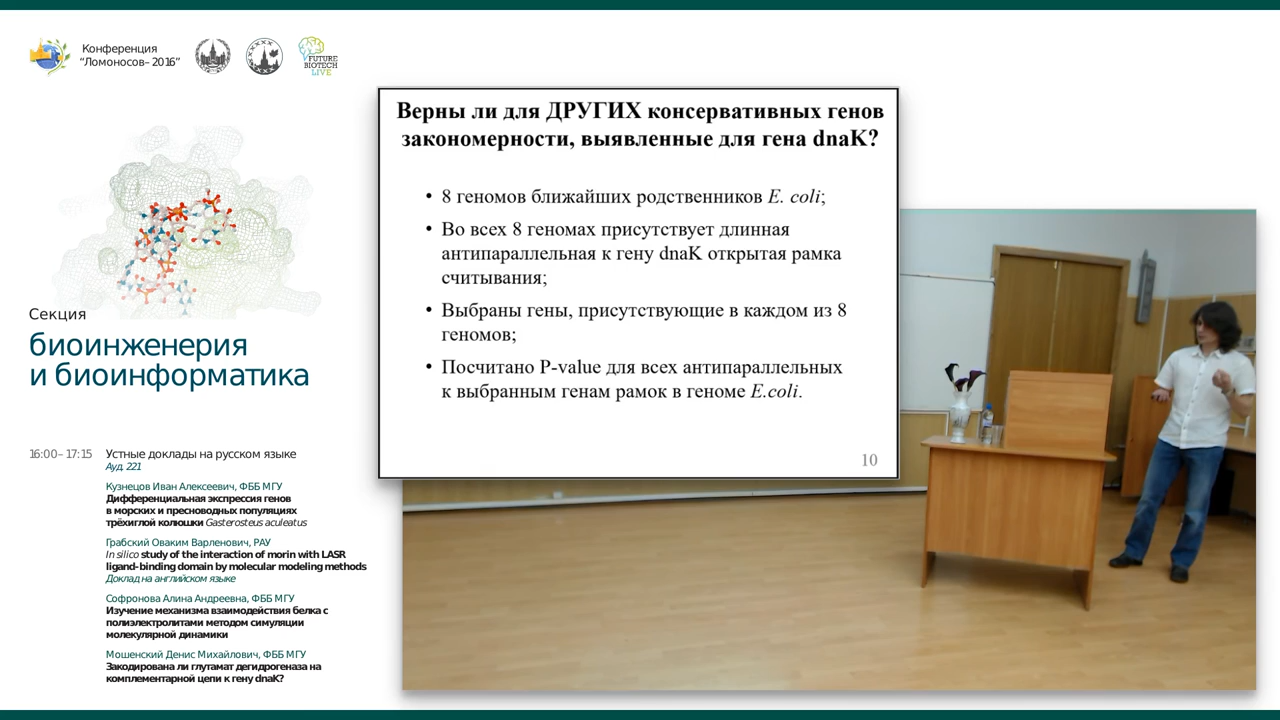 Конференция
“Ломоносов–2016”
FUTURE
BIOTECH
LIVE
Верны ли для ДРУГИХ консервативных генов
закономерности, выявленные для гена dnaK?
• 8 геномов ближайших родственников E. coli;
• Во всех 8 геномах присутствует длинная
антипараллельная к гену dnaK открытая рамка
считывания;
• Выбраны гены, присутствующие в каждом из 8
геномов;
• Посчитано P-value для всех антипараллельных
к выбранным генам рамок в геноме E.coli.
10
Секция
биоинженерия
и биоинформатика
16:00–17:15 Устные доклады на русском языке
Ауд. 221
Кузнецов Иван Алексеевич, ФББ МГУ
Дифференциальная экспрессия генов
в морских и пресноводных популяциях
трёхиглой колюшки Gasterosteus aculeatus
Грабский Оваким Варленович, РАУ
In silico study of the interaction of morin with LASR
ligand-binding domain by molecular modeling methods
Доклад на английском языке
Софронова Алина Андреевна, ФББ МГУ
Изучение механизма взаимодействия белка с
полиэлектролитами методом симуляции
молекулярной динамики
Мошенский Денис Михайлович, ФББ МГУ
Закодирована ли глутамат дегидрогеназа на
комплементарной цепи к гену dnaK?